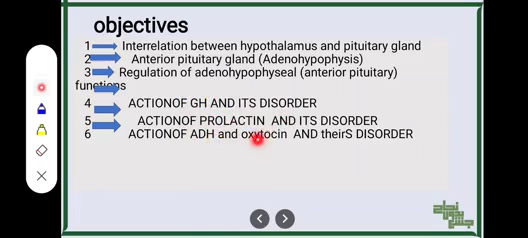 objectives
1 Interrelation between hypothalamus and pituitary gland
2 Anterior pituitary gland (Adenohypophysis)
3 Regulation of adenohypophyseal (anterior pituitary)
functions
4 ACTIONOF GH AND ITS DISORDER
5 ACTIONOF PROLACTIN AND ITS DISORDER
6 ACTIONOF ADH and oxytocin AND theirS DISORDER